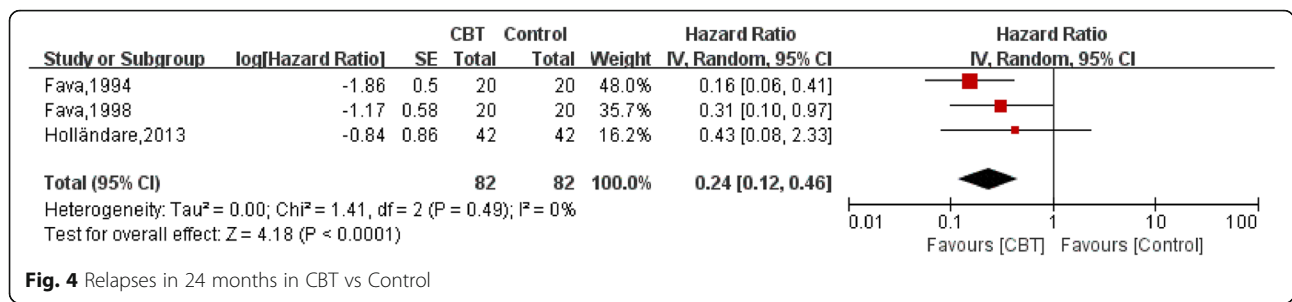 CBT Control Hazard Ratio Hazard Ratio
Study or Subgroup log[Hazard Ratio] SE Total Total Weight IV, Random, 95% CI IV, Random, 95% CI
Fava,1994 -1.86 0.5 20 20 48.0% 0.16 [0.06, 0.41]
Fava,1998 -1.17 0.58 20 20 35.7% 0.31 [0.10, 0.97]
Holländare,2013 -0.84 0.86 42 42 16.2% 0.43 [0.08, 2.33]
Total (95% CI) 82 82 100.0% 0.24 [0.12, 0.46]
Heterogeneity: Tau² = 0.00; Chi² = 1.41, df = 2 (P = 0.49); I² = 0%
Test for overall effect: Z = 4.18 (P < 0.0001)
0.01 0.1 1 10 100
Favours [CBT] Favours [Control]
Fig. 4 Relapses in 24 months in CBT vs Control